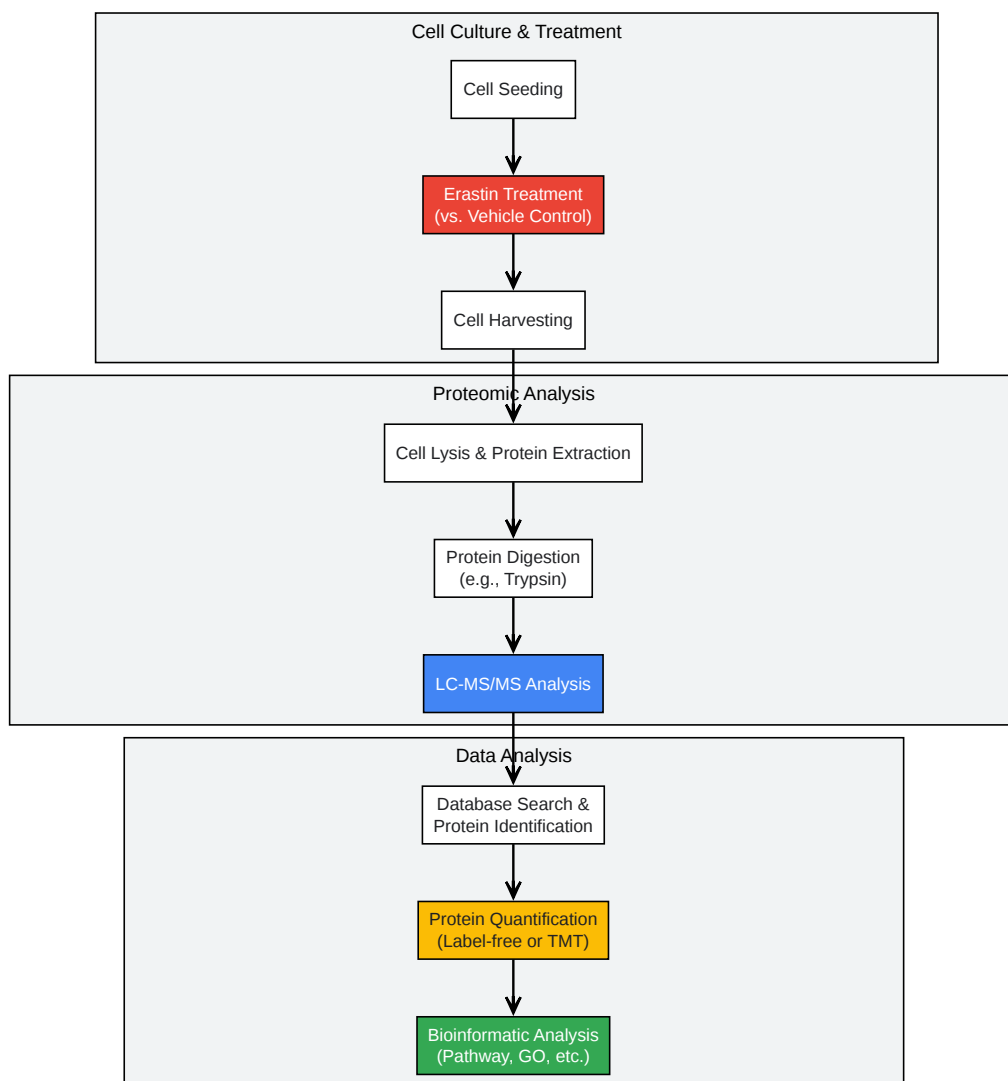 Cell Culture & Treatment
Cell Seeding
Erastin Treatment
(vs. Vehicle Control)
Cell Harvesting
Proteomic Analysis
Cell Lysis & Protein Extraction
Protein Digestion
(e.g., Trypsin)
LC-MS/MS Analysis
Data Analysis
Database Search &
Protein Identification
Protein Quantification
(Label-free or TMT)
Bioinformatic Analysis
(Pathway, GO, etc.)